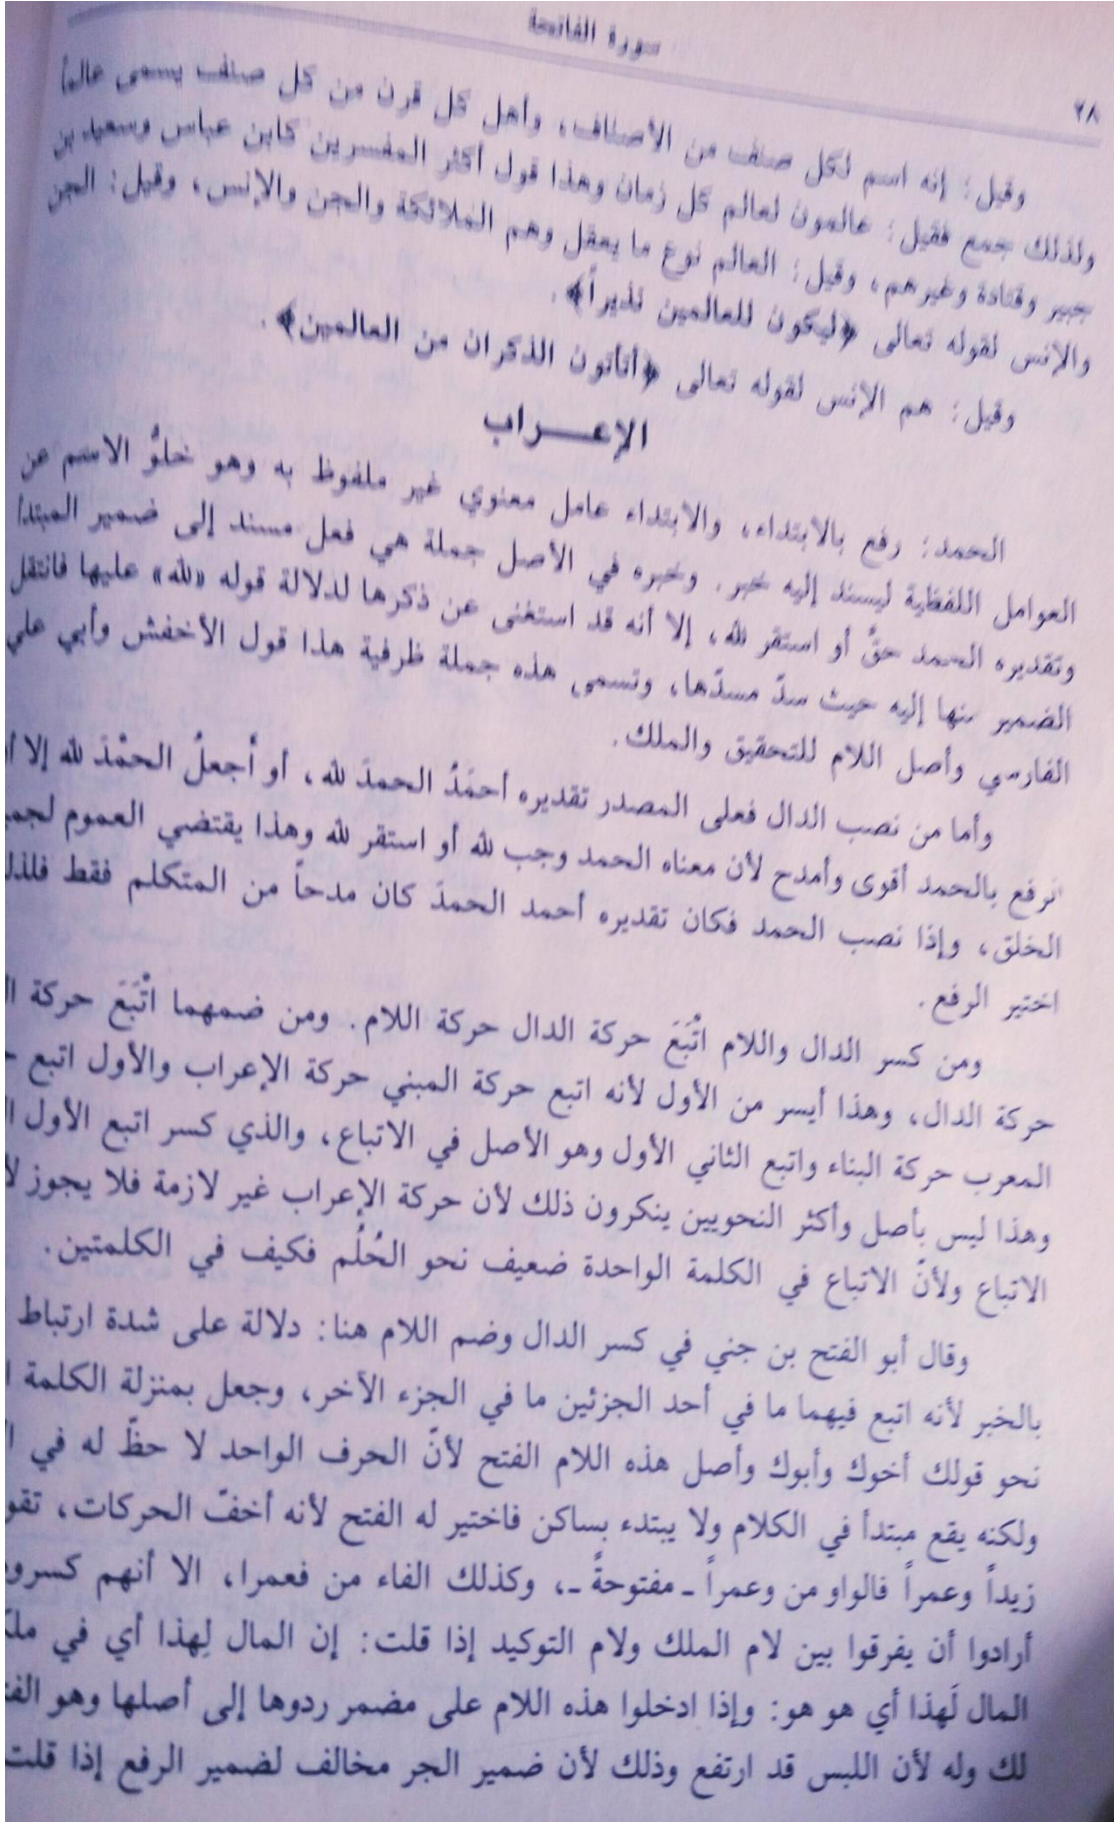 سورة الفاتحة
٢٨
وقيل: إنه اسم لكل صنف من الأصناف، وأهل كل قرن من كل صنف يسمى عالماً
ولذلك جمع فقيل: عالمون لعالم كل زمان وهذا قول أكثر المفسرين كابن عباس وسعيد بن
جبير وقتادة وغيرهم، وقيل: العالم نوع ما يعقل وهم الملائكة والجن والإنس، وقيل: الجن
والإنس لقوله تعالى ﴿ليكون للعالمين نذيراً﴾.
وقيل: هم الإنس لقوله تعالى ﴿أتأتون الذكران من العالمين﴾.
الإعــراب
الحمد: رفع بالابتداء، والابتداء عامل معنوي غير ملفوظ به وهو خلوُّ الاسم عن
العوامل اللفظية ليسند إليه خبر. وخبره في الأصل جملة هي فعل مسند إلى ضمير المبتدأ
وتقديره الحمد حقَّ أو استقر لله، إلا أنه قد استغنى عن ذكرها لدلالة قوله «لله» عليها فانتقل
الضمير منها إليه حيث سدّ مسدّها، وتسمى هذه جملة ظرفية هذا قول الأخفش وأبي علي
الفارسي وأصل اللام للتحقيق والملك.
وأما من نصب الدال فعلى المصدر تقديره أحمَدُ الحمدَ لله، أو أجعلُ الحمْدَ لله إلا
الرفع بالحمد أقوى وأمدح لأن معناه الحمد وجب لله أو استقر لله وهذا يقتضي العموم
الخلق، وإذا نصب الحمد فكان تقديره أحمد الحمدَ كان مدحاً من المتكلم فقط
اختير الرفع.
ومن كسر الدال واللام اتْبَعَ حركة الدال حركة اللام. ومن ضمهما اتْبَعَ حركة
حركة الدال، وهذا أيسر من الأول لأنه اتبع حركة المبني حركة الإعراب والأول اتبع
المعرب حركة البناء واتبع الثاني الأول وهو الأصل في الاتباع، والذي كسر اتبع الأول
وهذا ليس بأصل وأكثر النحويين ينكرون ذلك لأن حركة الإعراب غير لازمة فلا يجوز
الاتباع ولأنّ الاتباع في الكلمة الواحدة ضعيف نحو الحُلُم فكيف في الكلمتين.
وقال أبو الفتح بن جني في كسر الدال وضم اللام هنا: دلالة على شدة ارتباط
بالخبر لأنه اتبع فيهما ما في أحد الجزئين ما في الجزء الآخر، وجعل بمنزلة الكلمة
نحو قولك أخوك وأبوك وأصل هذه اللام الفتح لأنّ الحرف الواحد لا حظّ له في
ولكنه يقع مبتدأ في الكلام ولا يبتدء بساكن فاختير له الفتح لأنه أخفّ الحركات،
زيداً وعمراً فالواو من وعمراً ـ مفتوحةً ـ، وكذلك الفاء من فعمرا، الا أنهم
أرادوا أن يفرقوا بين لام الملك ولام التوكيد إذا قلت: إن المال لِهذا أي في
المال لَهذا أي هو هو: وإذا ادخلوا هذه اللام على مضمر ردوها إلى أصلها وهو
لك وله لأن اللبس قد ارتفع وذلك لأن ضمير الجر مخالف لضمير الرفع إذا قلت